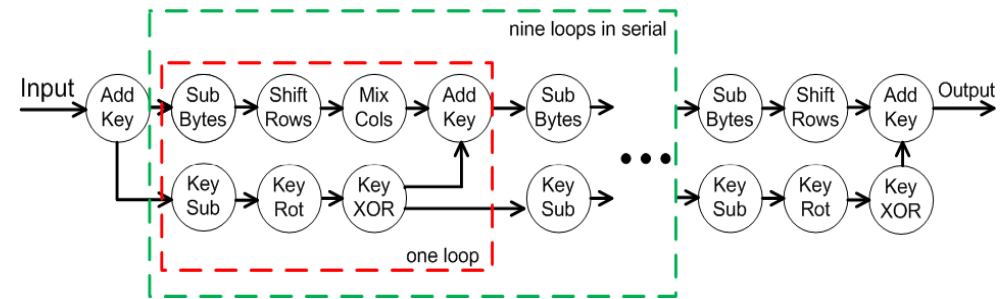 nine loops in serial
Input
Add
Key
Sub
Bytes
Shift
Rows
Mix
Cols
Add
Key
Sub
Bytes
Sub
Bytes
Shift
Rows
Add
Key
Output
Key
Sub
Key
Rot
Key
XOR
Key
Sub
Key
Sub
Key
Rot
Key
XOR
one loop